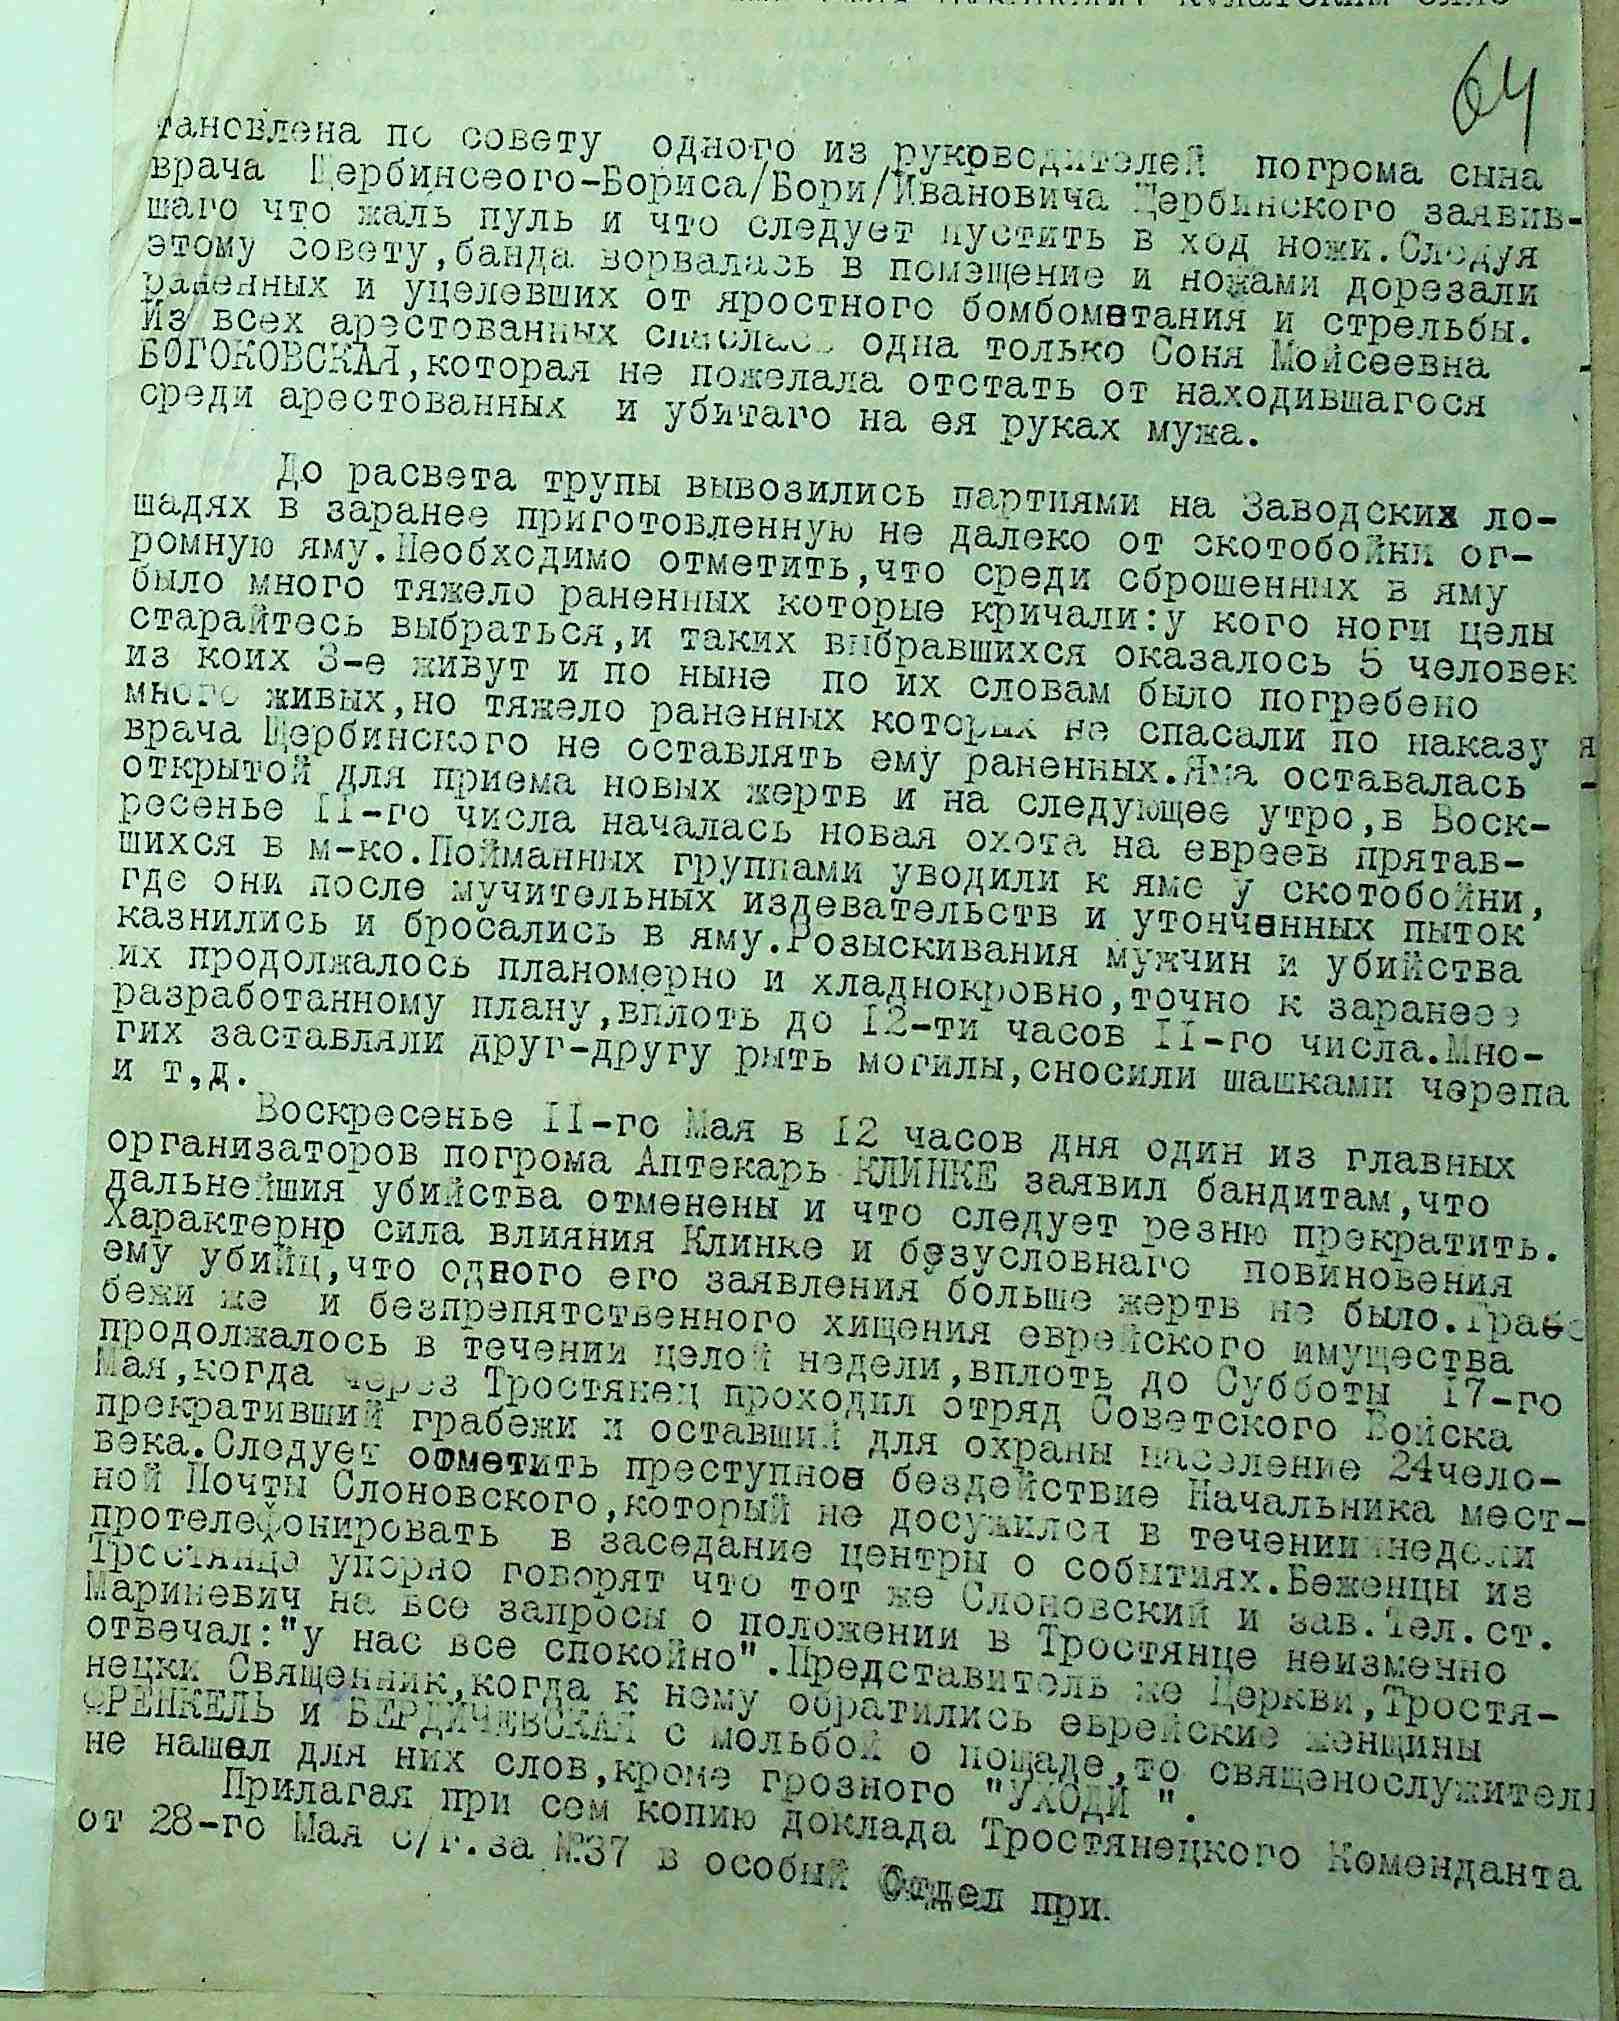 64
тановлена по совету одного из руководителей погрома сына
врача Щербинсеого-Бориса/Бори/Ивановича Щербинского заявив-
шаго что жаль пуль и что следует пустить в ход ножи.Следуя
этому совету,банда ворвалась в помэщение и ножами дорезали
раненных и уцелевших от яростного бомбометания и стрельбы.
Из всех арестованных спаслась одна только Соня Мойсеевна
БОГОКОВСКАЯ,которая не пожелала отстать от находившагося
среди арестованных и убитаго на ея руках мужа.
До расвета трупы вывозились партиями на Заводских ло-
шадях в заранее приготовленную не далеко от скотобойни ог-
ромную яму.Необходимо отметить,что среди сброшенных в яму
было много тяжело раненных которые кричали:у кого ноги целы
старайтесь выбраться,и таких выбравшихся оказалось 5 человек
из коих 3-е живут и по ныне по их словам было погребено
много живых,но тяжело раненных которых не спасали по наказу
врача Щербинского не оставлять ему раненных.Яма оставалась
открытой для приема новых жертв и на следующее утро,в Воск-
ресенье II-го числа началась новая охота на евреев прятав-
шихся в м-ко.Пойманных группами уводили к яме у скотобойни,
где они после мучительных издевательств и утонченных пыток
казнились и бросались в яму.Розыскивания мужчин и убийства
их продолжалось планомерно и хладнокровно,точно к заранеее
разработанному плану,вплоть до I2-ти часов II-го числа.Мно-
гих заставляли друг-другу рыть могилы,сносили шашками черепа
и т,д.
Воскресенье II-го Мая в I2 часов дня один из главных
организаторов погрома Аптекарь КЛИНКЕ заявил бандитам,что
дальнейшия убийства отменены и что следует резню прекратить.
Характернр сила влияния Клинке и безусловнаго повиновения
ему убийц,что одного его заявления больше жертв не было.Грабе
бежи же и безпрепятственного хищения еврейского имущества
продолжалось в течении целой недели,вплоть до Субботы I7-го
Мая,когда через Тростянец проходил отряд Советского Войска
прекративший грабежи и оставший для охраны население 24чело-
века.Следует отметить преступное бездействие Начальника мест-
ной Почты Слоновского,который не досужился в течении недели
протелефонировать в заседание центры о событиях.Беженцы из
Тростянца упорно говорят что тот же Слоновский и зав.Тел.ст.
Мариневич на все запросы о положении в Тростянце неизменно
отвечал:"у нас все спокойно".Представитель же Церкви,Тростя-
нецки Священник,когда к нему обратились еврейские женщины
ФРЕНКЕЛЬ и БЕРДИЧЕВСКАЯ с мольбой о пощаде,то священослужитель
не нашел для них слов,кроме грозного "УХОДИ ".
Прилагая при сем копию доклада Тростянецкого Коменданта
от 28-го Мая с/г.за №37 в особый Отдел при.